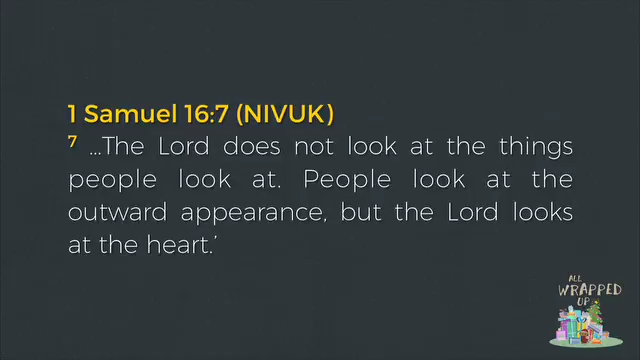 1 Samuel 16:7 (NIVUK)
7 ...The Lord does not look at the things
people look at. People look at the
outward appearance, but the Lord looks
at the heart.’
ALL
WRAPPED
UP